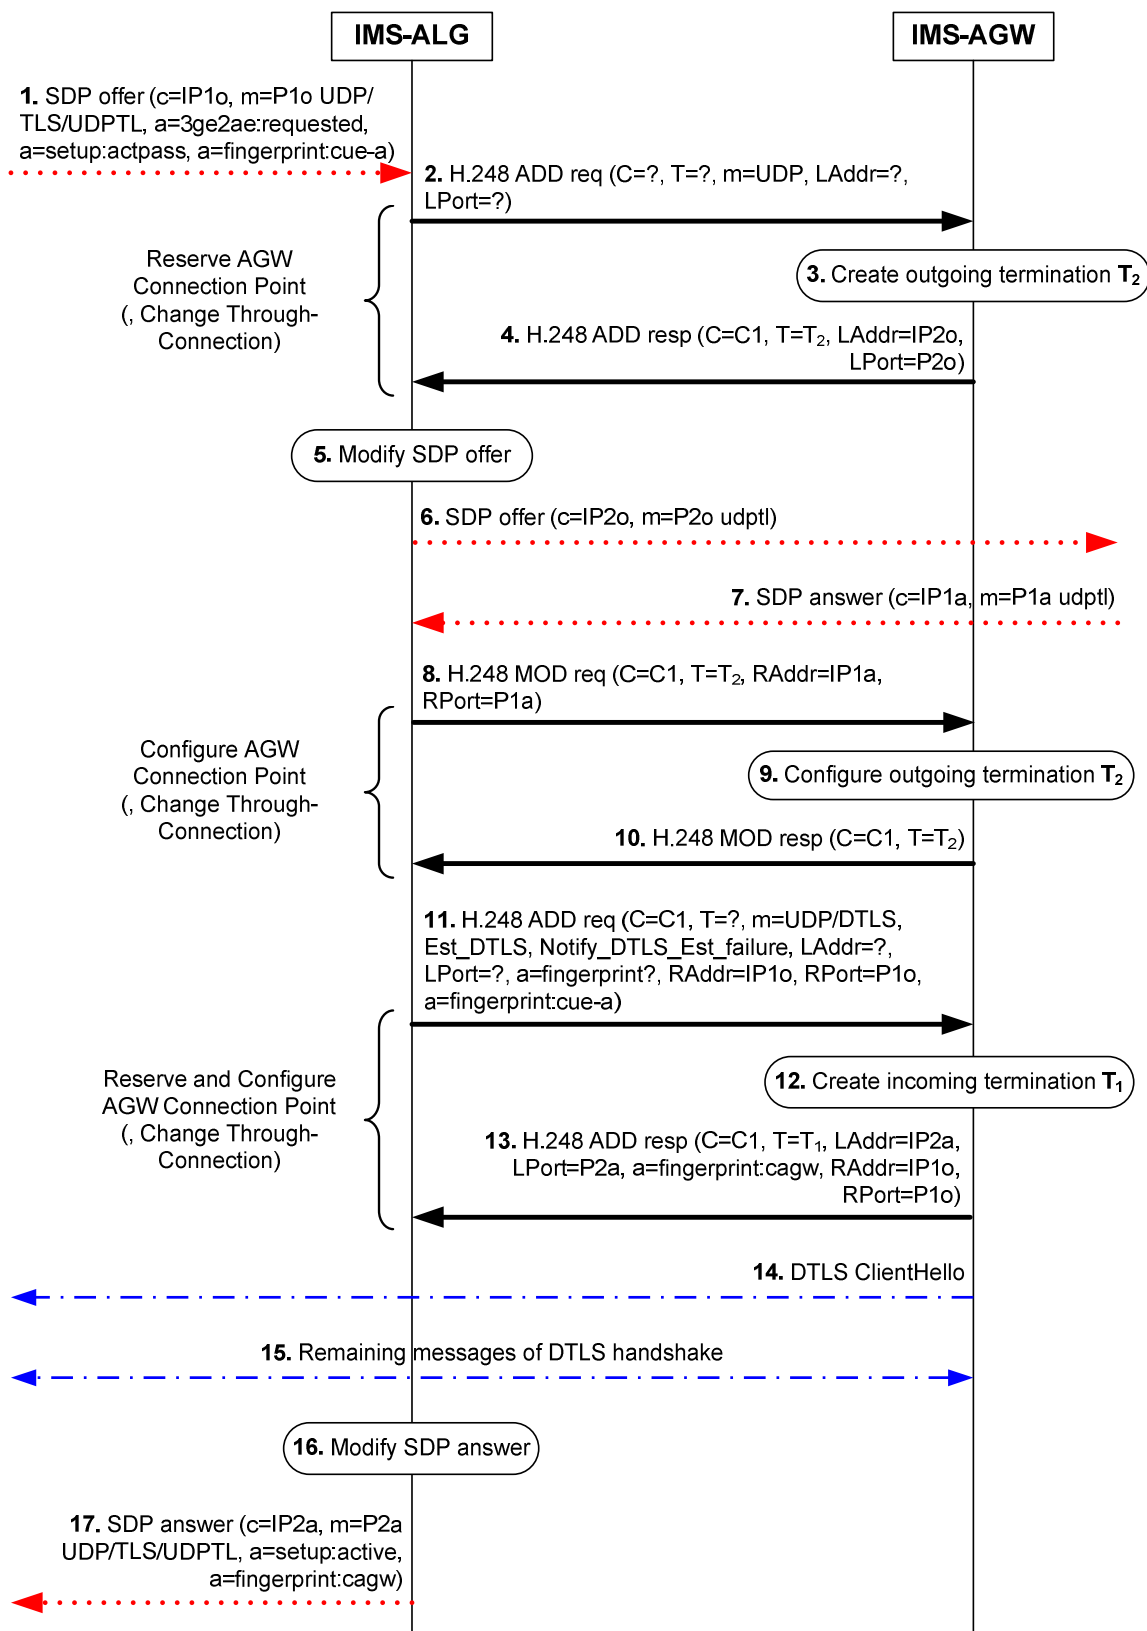 IMS-ALG
IMS-AGW
1. SDP offer (c=IP1o, m=P1o UDP/
TLS/UDPTL, a=3ge2ae:requested,
a=setup:actpass, a=fingerprint:cue-a)
2. H.248 ADD req (C=?, T=?, m=UDP, LAddr=?,
LPort=?)
Reserve AGW
Connection Point
(, Change Through-
Connection)
3. Create outgoing termination T2
4. H.248 ADD resp (C=C1, T=T2, LAddr=IP2o,
LPort=P2o)
5. Modify SDP offer
6. SDP offer (c=IP2o, m=P2o udptl)
7. SDP answer (c=IP1a, m=P1a udptl)
8. H.248 MOD req (C=C1, T=T2, RAddr=IP1a,
RPort=P1a)
Configure AGW
Connection Point
(, Change Through-
Connection)
9. Configure outgoing termination T2
10. H.248 MOD resp (C=C1, T=T2)
11. H.248 ADD req (C=C1, T=?, m=UDP/DTLS,
Est_DTLS, Notify_DTLS_Est_failure, LAddr=?,
LPort=?, a=fingerprint?, RAddr=IP1o, RPort=P1o,
a=fingerprint:cue-a)
Reserve and Configure
AGW Connection Point
(, Change Through-
Connection)
12. Create incoming termination T1
13. H.248 ADD resp (C=C1, T=T1, LAddr=IP2a,
LPort=P2a, a=fingerprint:cagw, RAddr=IP1o,
RPort=P1o)
14. DTLS ClientHello
15. Remaining messages of DTLS handshake
16. Modify SDP answer
17. SDP answer (c=IP2a, m=P2a
UDP/TLS/UDPTL, a=setup:active,
a=fingerprint:cagw)